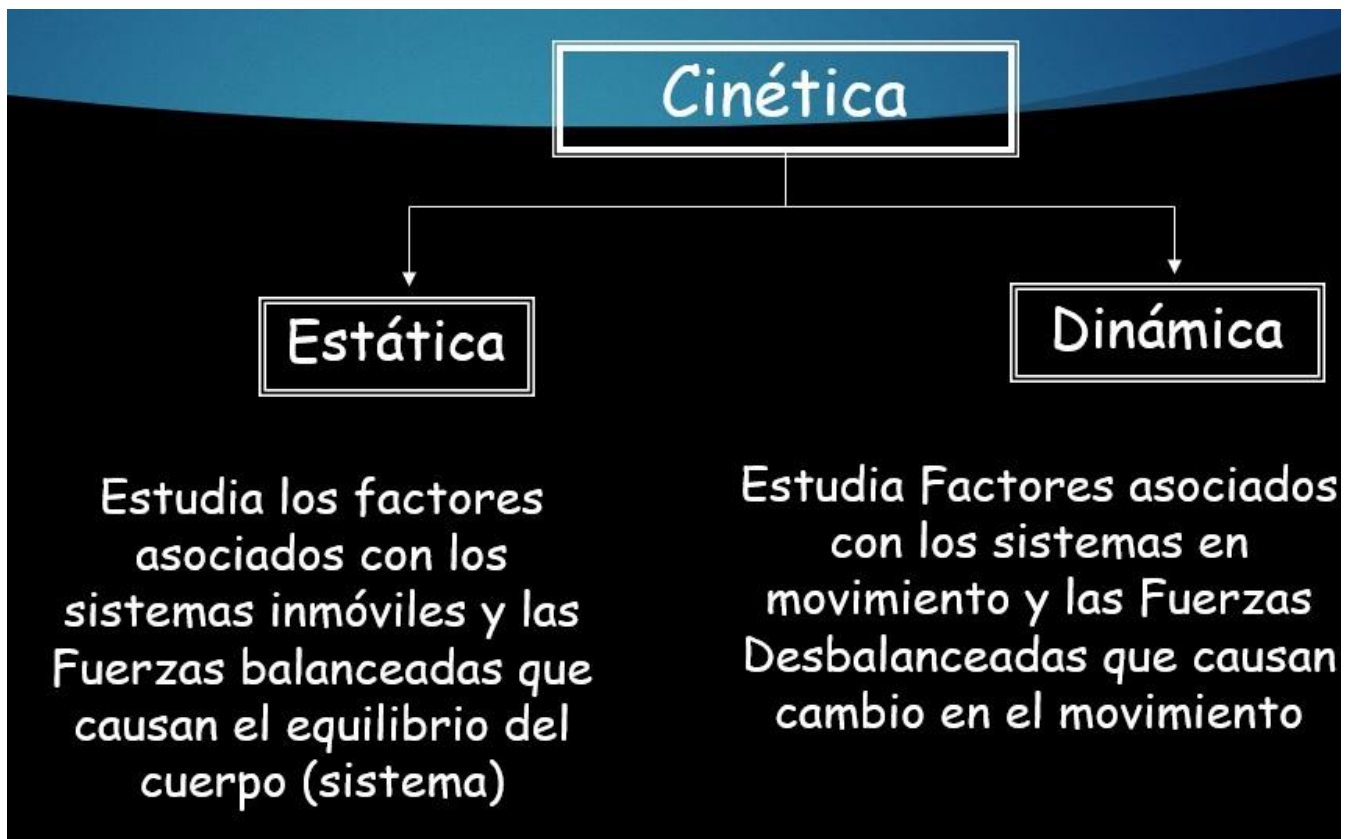 Cinética
Estática
Dinámica
Estudia los factores
asociados con los
sistemas inmóviles y las
Fuerzas balanceadas que
causan el equilibrio del
cuerpo (sistema)
Estudia Factores asociados
con los sistemas en
movimiento y las Fuerzas
Desbalanceadas que causan
cambio en el movimiento